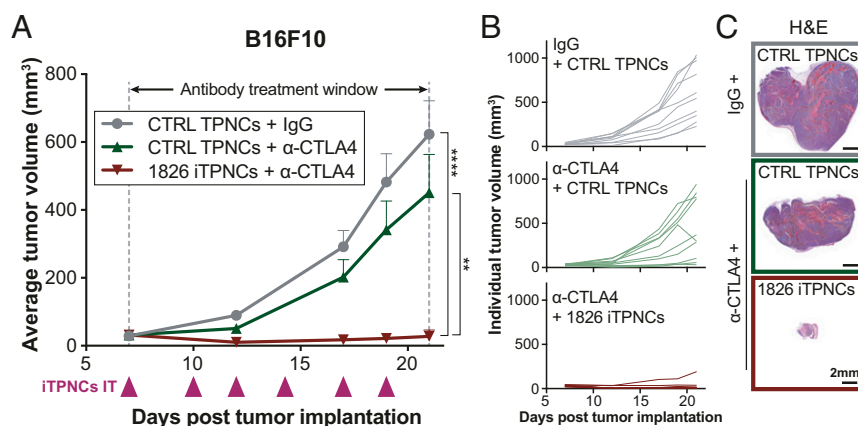 A
B16F10
Average tumor volume (mm³)
800
600
400
200
0
5
10
15
20
Antibody treatment window
CTRL TPNCs + IgG
CTRL TPNCs + α-CTLA4
1826 iTPNCs + α-CTLA4
****
**
iTPNCs IT
Days post tumor implantation
B
Individual tumor volume (mm³)
IgG
+ CTRL TPNCs
1000
500
0
α-CTLA4
+ CTRL TPNCs
1000
500
0
α-CTLA4
+ 1826 iTPNCs
1000
500
0
5
10
15
20
Days post tumor implantation
C
H&E
IgG +
CTRL TPNCs
α-CTLA4 +
CTRL TPNCs
1826 iTPNCs
2mm